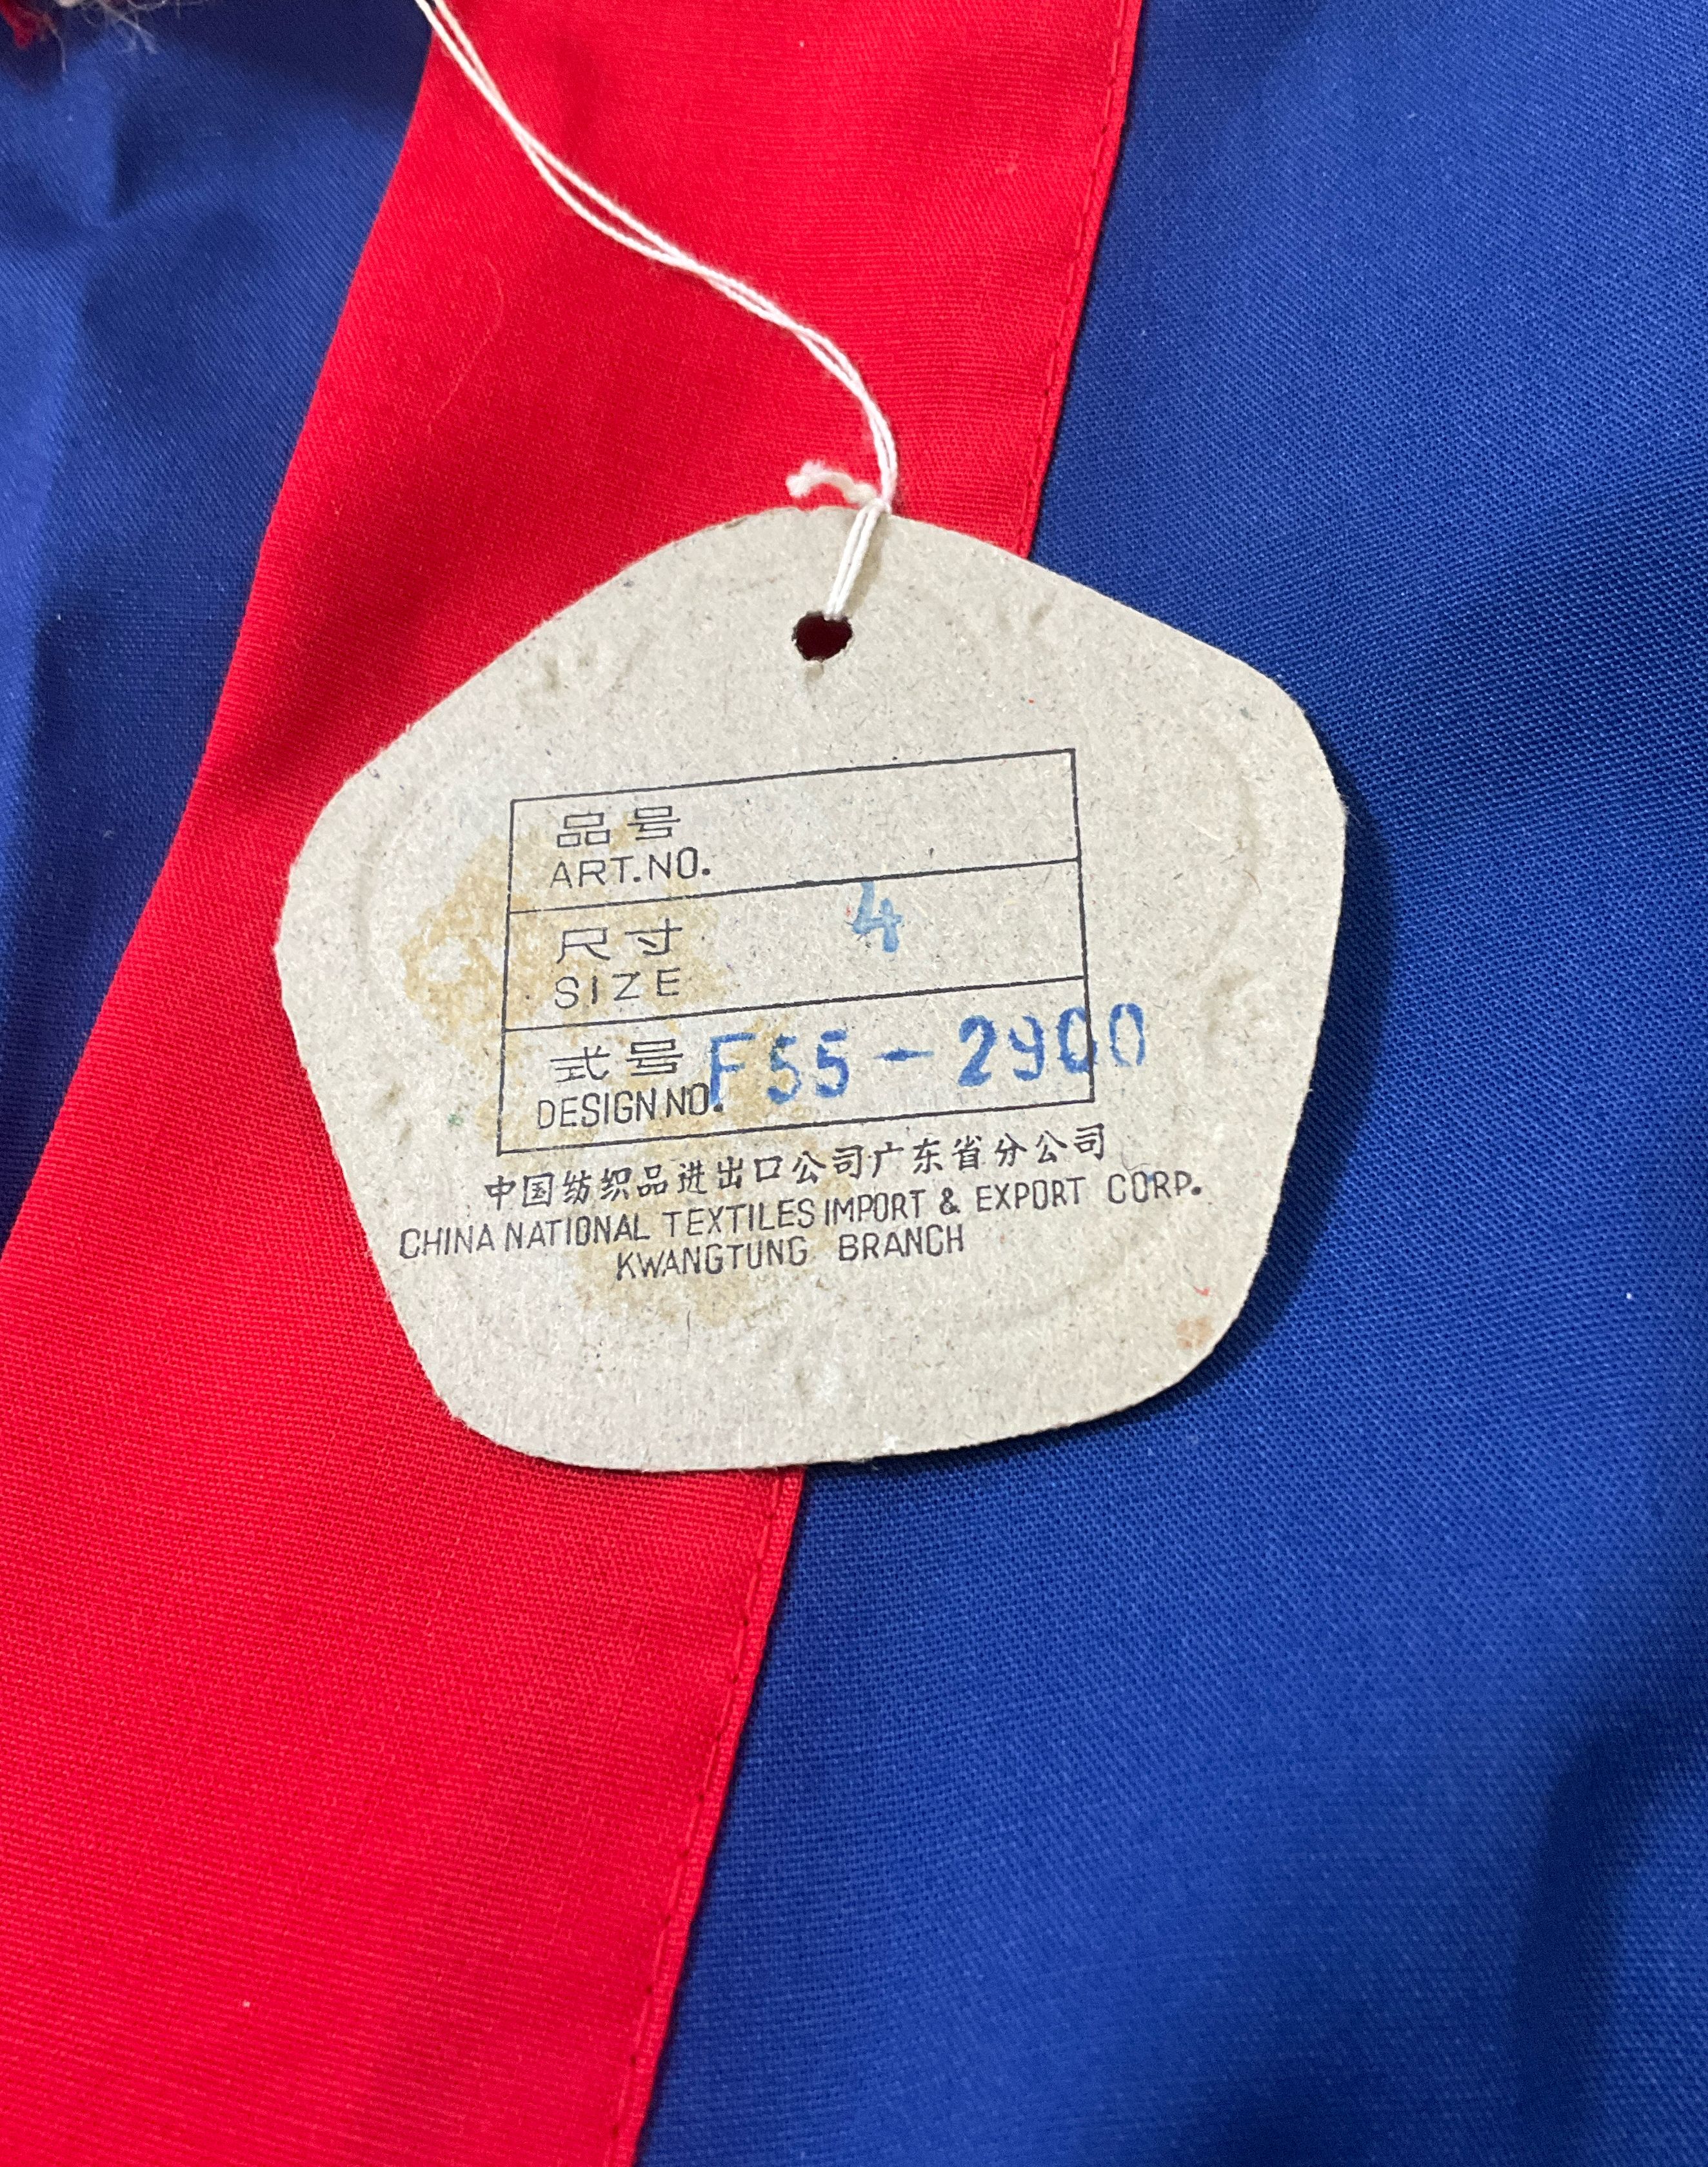 品号
ART.NO.
尺寸 4
SIZE
式号 F55-2900
DESIGN NO.
中国纺织品进出口公司广东省分公司
CHINA NATIONAL TEXTILES IMPORT & EXPORT CORP.
KWANGTUNG BRANCH